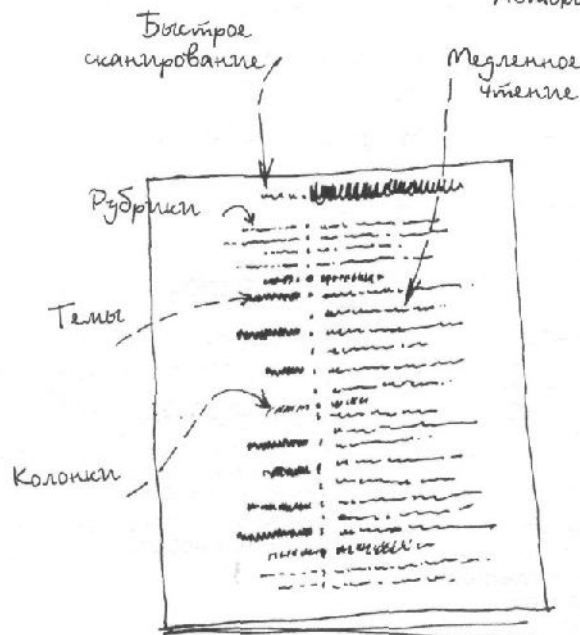 Быстрое
сканирование
Медленное
чтение
Рубрики
Темы
Колонки